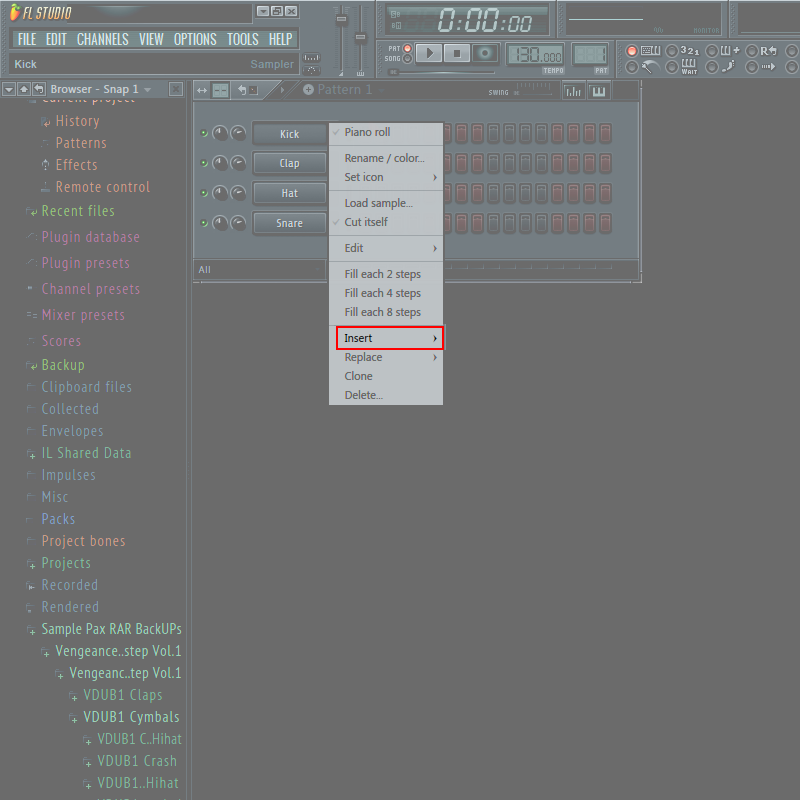 FL STUDIO
FILE EDIT CHANNELS VIEW OPTIONS TOOLS HELP
Kick
Sampler
0:00:00
MONITOR
PAT
SONG
130.000
TEMPO
PAT
321
WAIT
Browser - Snap 1
Current project
History
Patterns
Effects
Remote control
Recent files
Plugin database
Plugin presets
Channel presets
Mixer presets
Scores
Backup
Clipboard files
Collected
Envelopes
IL Shared Data
Impulses
Misc
Packs
Project bones
Projects
Recorded
Rendered
Sample Pax RAR BackUPs
Vengeance..step Vol.1
Vengeanc..tep Vol.1
VDUB1 Claps
VDUB1 Cymbals
VDUB1 C..Hihat
VDUB1 Crash
VDUB1..Hihat
Pattern 1
SWING
Kick
Clap
Hat
Snare
All
Piano roll
Rename / color...
Set icon
Load sample...
Cut itself
Edit
Fill each 2 steps
Fill each 4 steps
Fill each 8 steps
Insert
Replace
Clone
Delete...